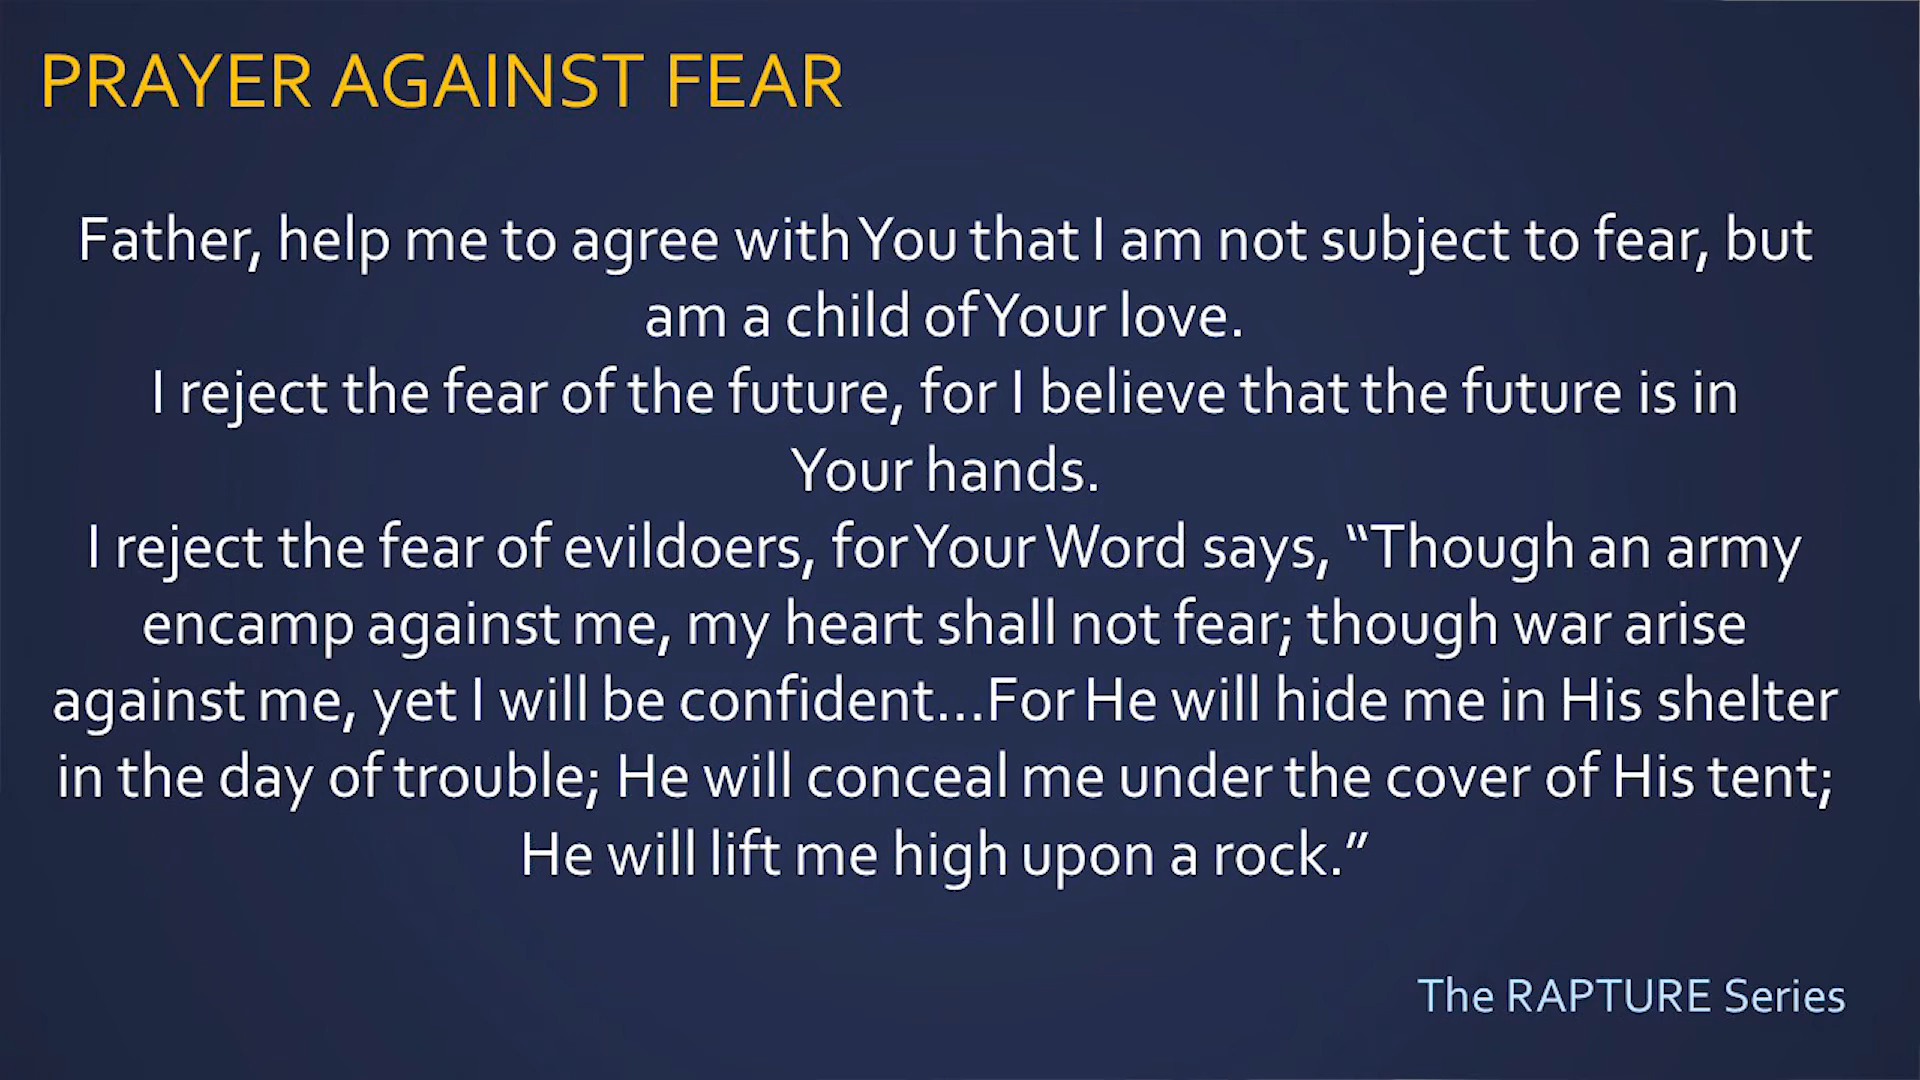 PRAYER AGAINST FEAR
Father, help me to agree with You that I am not subject to fear, but
am a child of Your love.
I reject the fear of the future, for I believe that the future is in
Your hands.
I reject the fear of evildoers, for Your Word says, “Though an army
encamp against me, my heart shall not fear; though war arise
against me, yet I will be confident…For He will hide me in His shelter
in the day of trouble; He will conceal me under the cover of His tent;
He will lift me high upon a rock.”
The RAPTURE Series